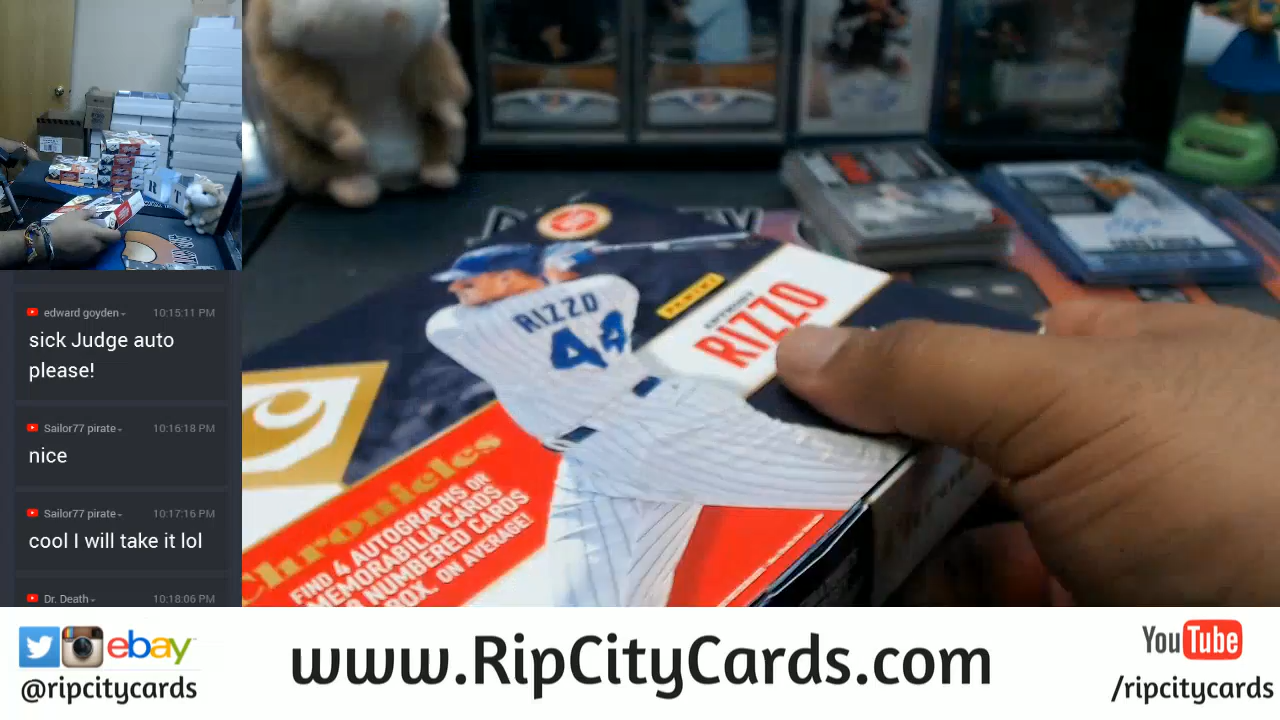 edward goyden
10:15:11 PM
sick Judge auto
please!
Sailor77 pirate
10:16:18 PM
nice
Sailor77 pirate
10:17:16 PM
cool I will take it lol
Dr. Death
10:18:06 PM
RIZZO
44
PANINI
ANTHONY
RIZZO
Chronicles
FIND 4 AUTOGRAPHS OR
MEMORABILIA CARDS
NUMBERED CARDS
BOX, ON AVERAGE!
ebay
@ripcitycards
www.RipCityCards.com
YouTube
/ripcitycards